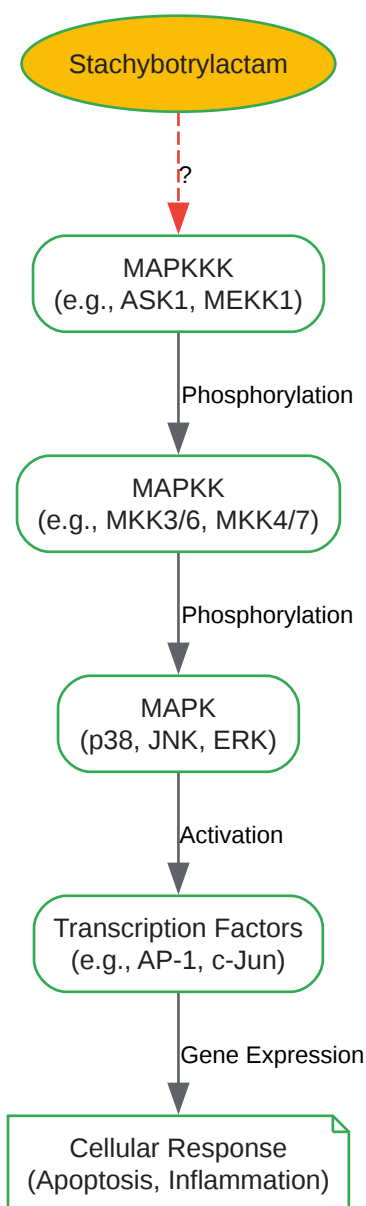 Stachybotrylactam
?
MAPKKK
(e.g., ASK1, MEKK1)
Phosphorylation
MAPKK
(e.g., MKK3/6, MKK4/7)
Phosphorylation
MAPK
(p38, JNK, ERK)
Activation
Transcription Factors
(e.g., AP-1, c-Jun)
Gene Expression
Cellular Response
(Apoptosis, Inflammation)